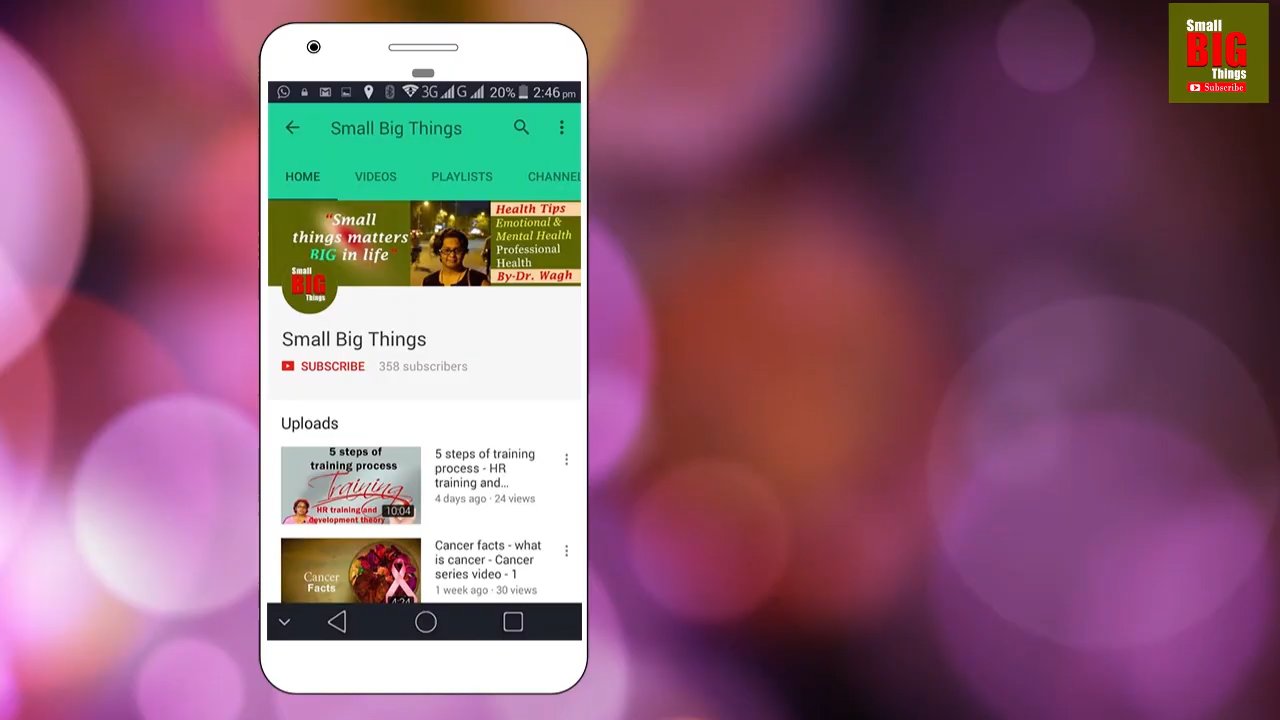 Small
BIG
Things
Subscribe
3G G 20% 2:46 pm
Small Big Things
HOME VIDEOS PLAYLISTS CHANNEL
"Small
things matters
BIG in life"
Health Tips
Emotional &
Mental Health
Professional
Health
By-Dr. Wagh
Small
BIG
Things
Small Big Things
SUBSCRIBE 358 subscribers
Uploads
5 steps of
training process
Training
HR training and
development theory
10:04
5 steps of training
process - HR
training and...
4 days ago · 24 views
Cancer
Facts
4:24
Cancer facts - what
is cancer - Cancer
series video - 1
1 week ago · 30 views